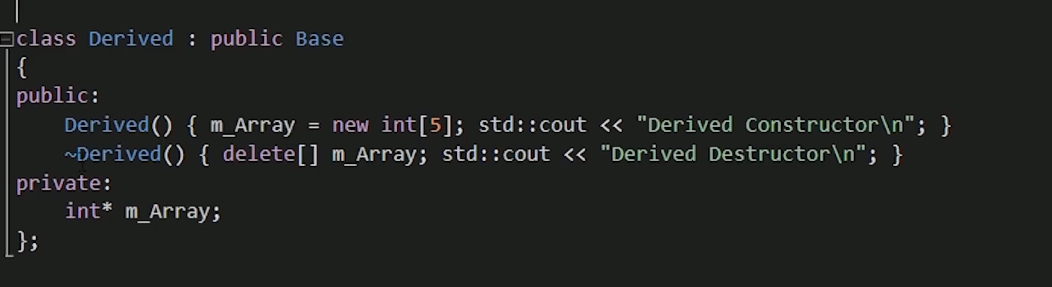 class Derived : public Base
{
public:
    Derived() { m_Array = new int[5]; std::cout << "Derived Constructor\n"; }
    ~Derived() { delete[] m_Array; std::cout << "Derived Destructor\n"; }
private:
    int* m_Array;
};